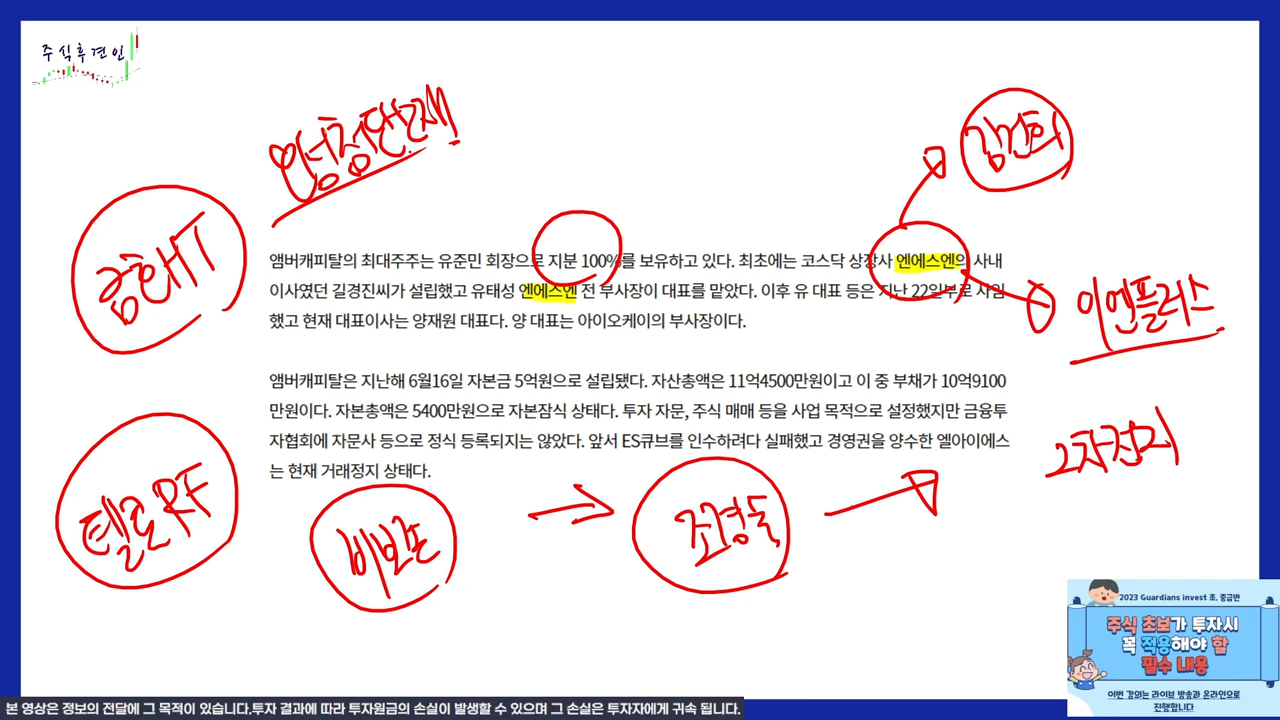 주식후견인
엄청난존재
김건희
광해HT
앰버캐피탈의 최대주주는 유준민 회장으로 지분 100%를 보유하고 있다. 최초에는 코스닥 상장사 엔에스엔의 사내
이사였던 길경진씨가 설립했고 유태성 엔에스엔 전 부사장이 대표를 맡았다. 이후 유 대표 등은 지난 22일부로 사임
했고 현재 대표이사는 양재원 대표다. 양 대표는 아이오케이의 부사장이다.
이엔플러스
앰버캐피탈은 지난해 6월16일 자본금 5억원으로 설립됐다. 자산총액은 11억4500만원이고 이 중 부채가 10억9100
만원이다. 자본총액은 5400만원으로 자본잠식 상태다. 투자 자문, 주식 매매 등을 사업 목적으로 설정했지만 금융투
자협회에 자문사 등으로 정식 등록되지는 않았다. 앞서 ES큐브를 인수하려다 실패했고 경영권을 양수한 엘아이에스
는 현재 거래정지 상태다.
2차전지
텔로RF
비반도
2023 Guardians invest 초, 중급반
주식 초보가 투자시
꼭 적용해야 할
필수 내용
이번 강의는 라이브 방송과 온라인으로
진행합니다
본 영상은 정보의 전달에 그 목적이 있습니다.투자 결과에 따라 투자원금의 손실이 발생할 수 있으며 그 손실은 투자자에게 귀속 됩니다.